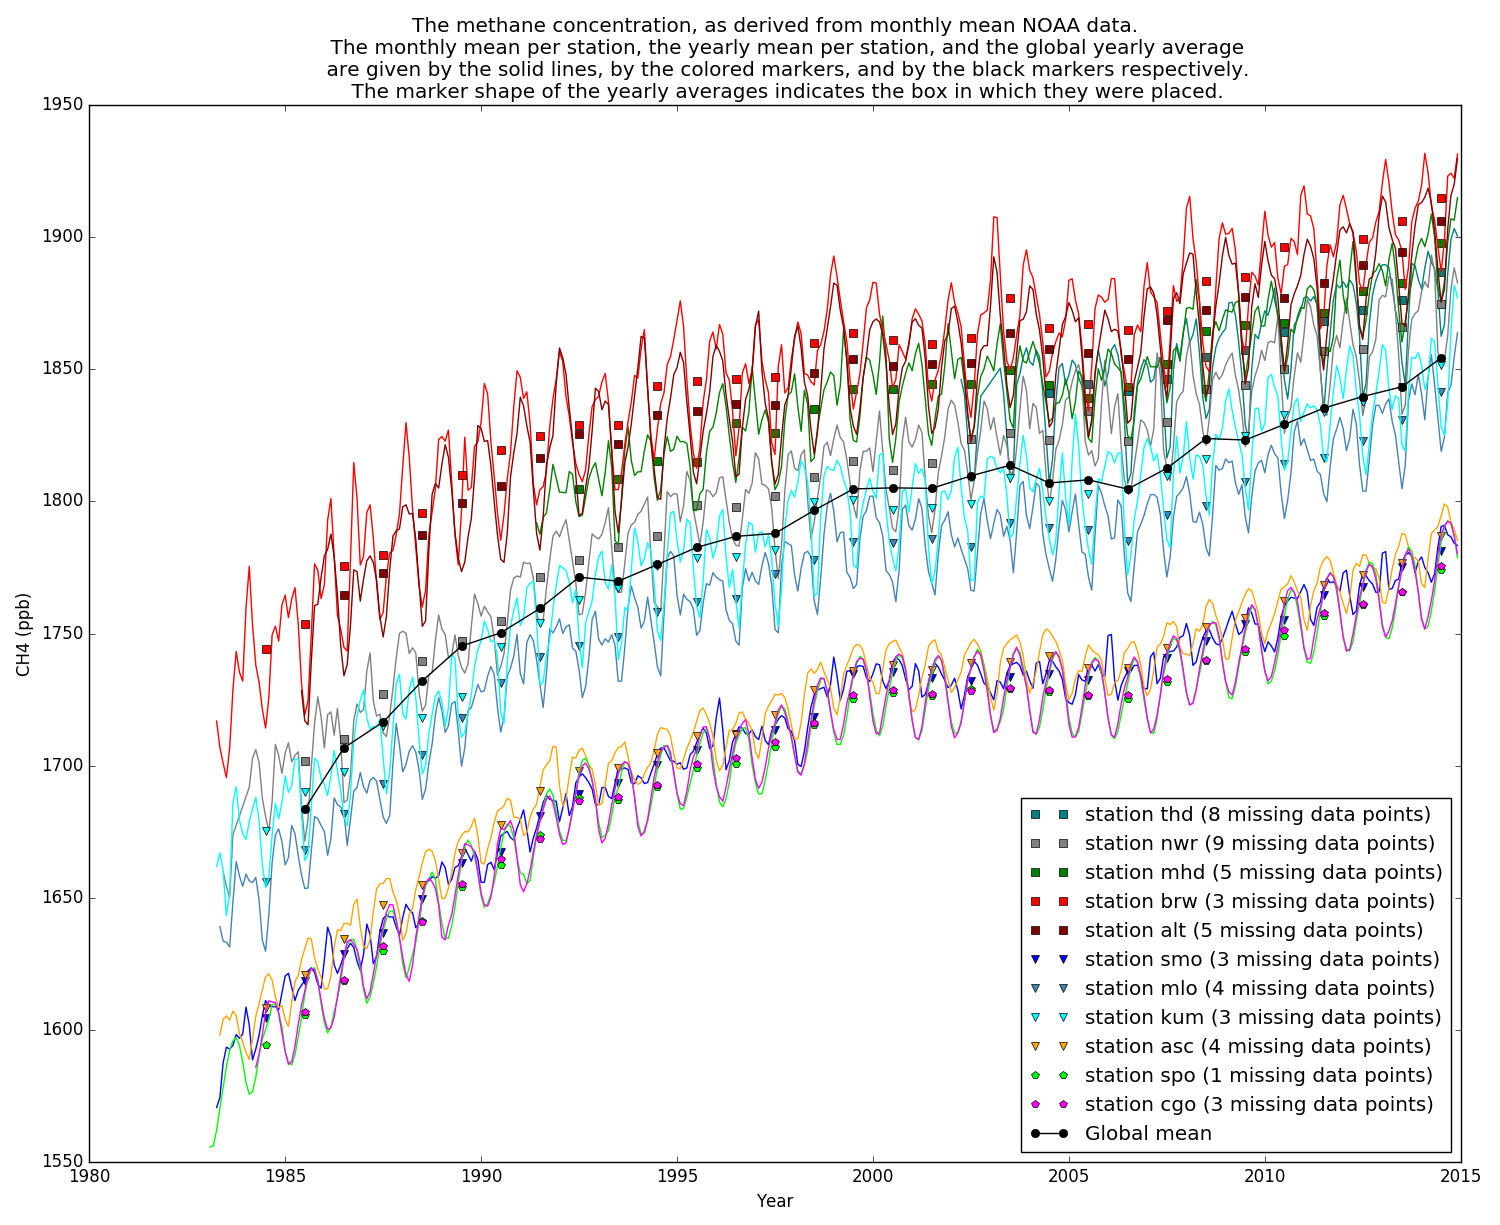 The methane concentration, as derived from monthly mean NOAA data.
The monthly mean per station, the yearly mean per station, and the global yearly average
are given by the solid lines, by the colored markers, and by the black markers respectively.
The marker shape of the yearly averages indicates the box in which they were placed.
1950
1900
1850
1800
1750
1700
1650
1600
1550
CH4 (ppb)
station thd (8 missing data points)
station nwr (9 missing data points)
station mhd (5 missing data points)
station brw (3 missing data points)
station alt (5 missing data points)
station smo (3 missing data points)
station mlo (4 missing data points)
station kum (3 missing data points)
station asc (4 missing data points)
station spo (1 missing data points)
station cgo (3 missing data points)
Global mean
1980 1985 1990 1995 2000 2005 2010 2015
Year